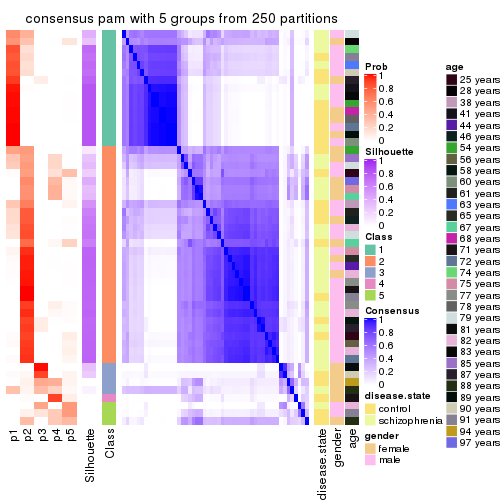 consensus pam with 5 groups from 250 partitions
p1
p2
p3
p4
p5
Silhouette
Class
disease.state
gender
age
Prob
1
0.8
0.6
0.4
0.2
0
Silhouette
1
0.8
0.6
0.4
0.2
0
Class
1
2
3
4
5
Consensus
1
0.8
0.6
0.4
0.2
0
disease.state
control
schizophrenia
gender
female
male
age
25 years
28 years
38 years
41 years
44 years
46 years
54 years
56 years
58 years
60 years
61 years
63 years
65 years
67 years
68 years
71 years
72 years
74 years
75 years
77 years
78 years
79 years
81 years
82 years
83 years
85 years
87 years
88 years
89 years
90 years
91 years
94 years
97 years